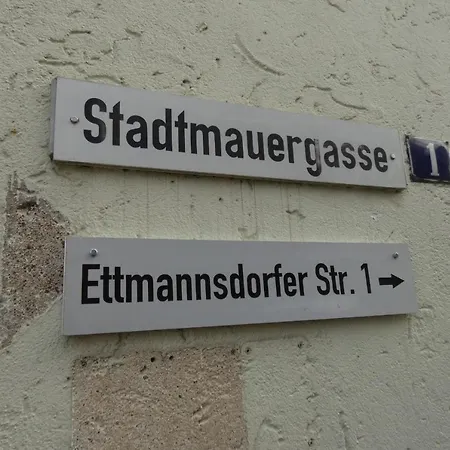 Stadtmauergasse
1
Ettmannsdorfer Str. 1 →